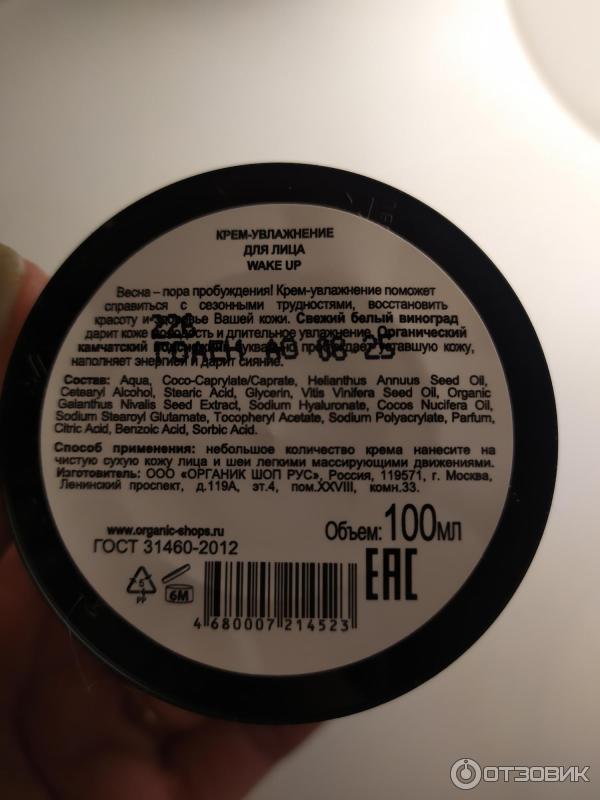 КРЕМ-УВЛАЖНЕНИЕ
ДЛЯ ЛИЦА
WAKE UP
Весна – пора пробуждения! Крем-увлажнение поможет
справиться с сезонными трудностями, восстановить
красоту и Вашей кожи. Свежий белый виноград
дарит коже и длительное увлажнение. Органический
камчатский кожу,
наполняет энергией и дарит сияние.
Состав: Aqua, Coco-Caprylate/Caprate, Helianthus Annuus Seed Oil,
Cetearyl Alcohol, Stearic Acid, Glycerin, Vitis Vinifera Seed Oil, Organic
Galanthus Nivalis Seed Extract, Sodium Hyaluronate, Cocos Nucifera Oil,
Sodium Stearoyl Glutamate, Tocopheryl Acetate, Sodium Polyacrylate, Parfum,
Citric Acid, Benzoic Acid, Sorbic Acid.
Способ применения: небольшое количество крема нанесите на
чистую сухую кожу лица и шеи легкими массирующими движениями.
Изготовитель: ООО «ОРГАНИК ШОП РУС», Россия, 119571, г. Москва,
Ленинский проспект, д.119А, эт.4, пом.XXVIII, комн.33.
www.organic-shops.ru
ГОСТ 31460-2012
Объем: 100мл
5
PP
6M
EAC
4 680007 214523
ОТЗОВИК